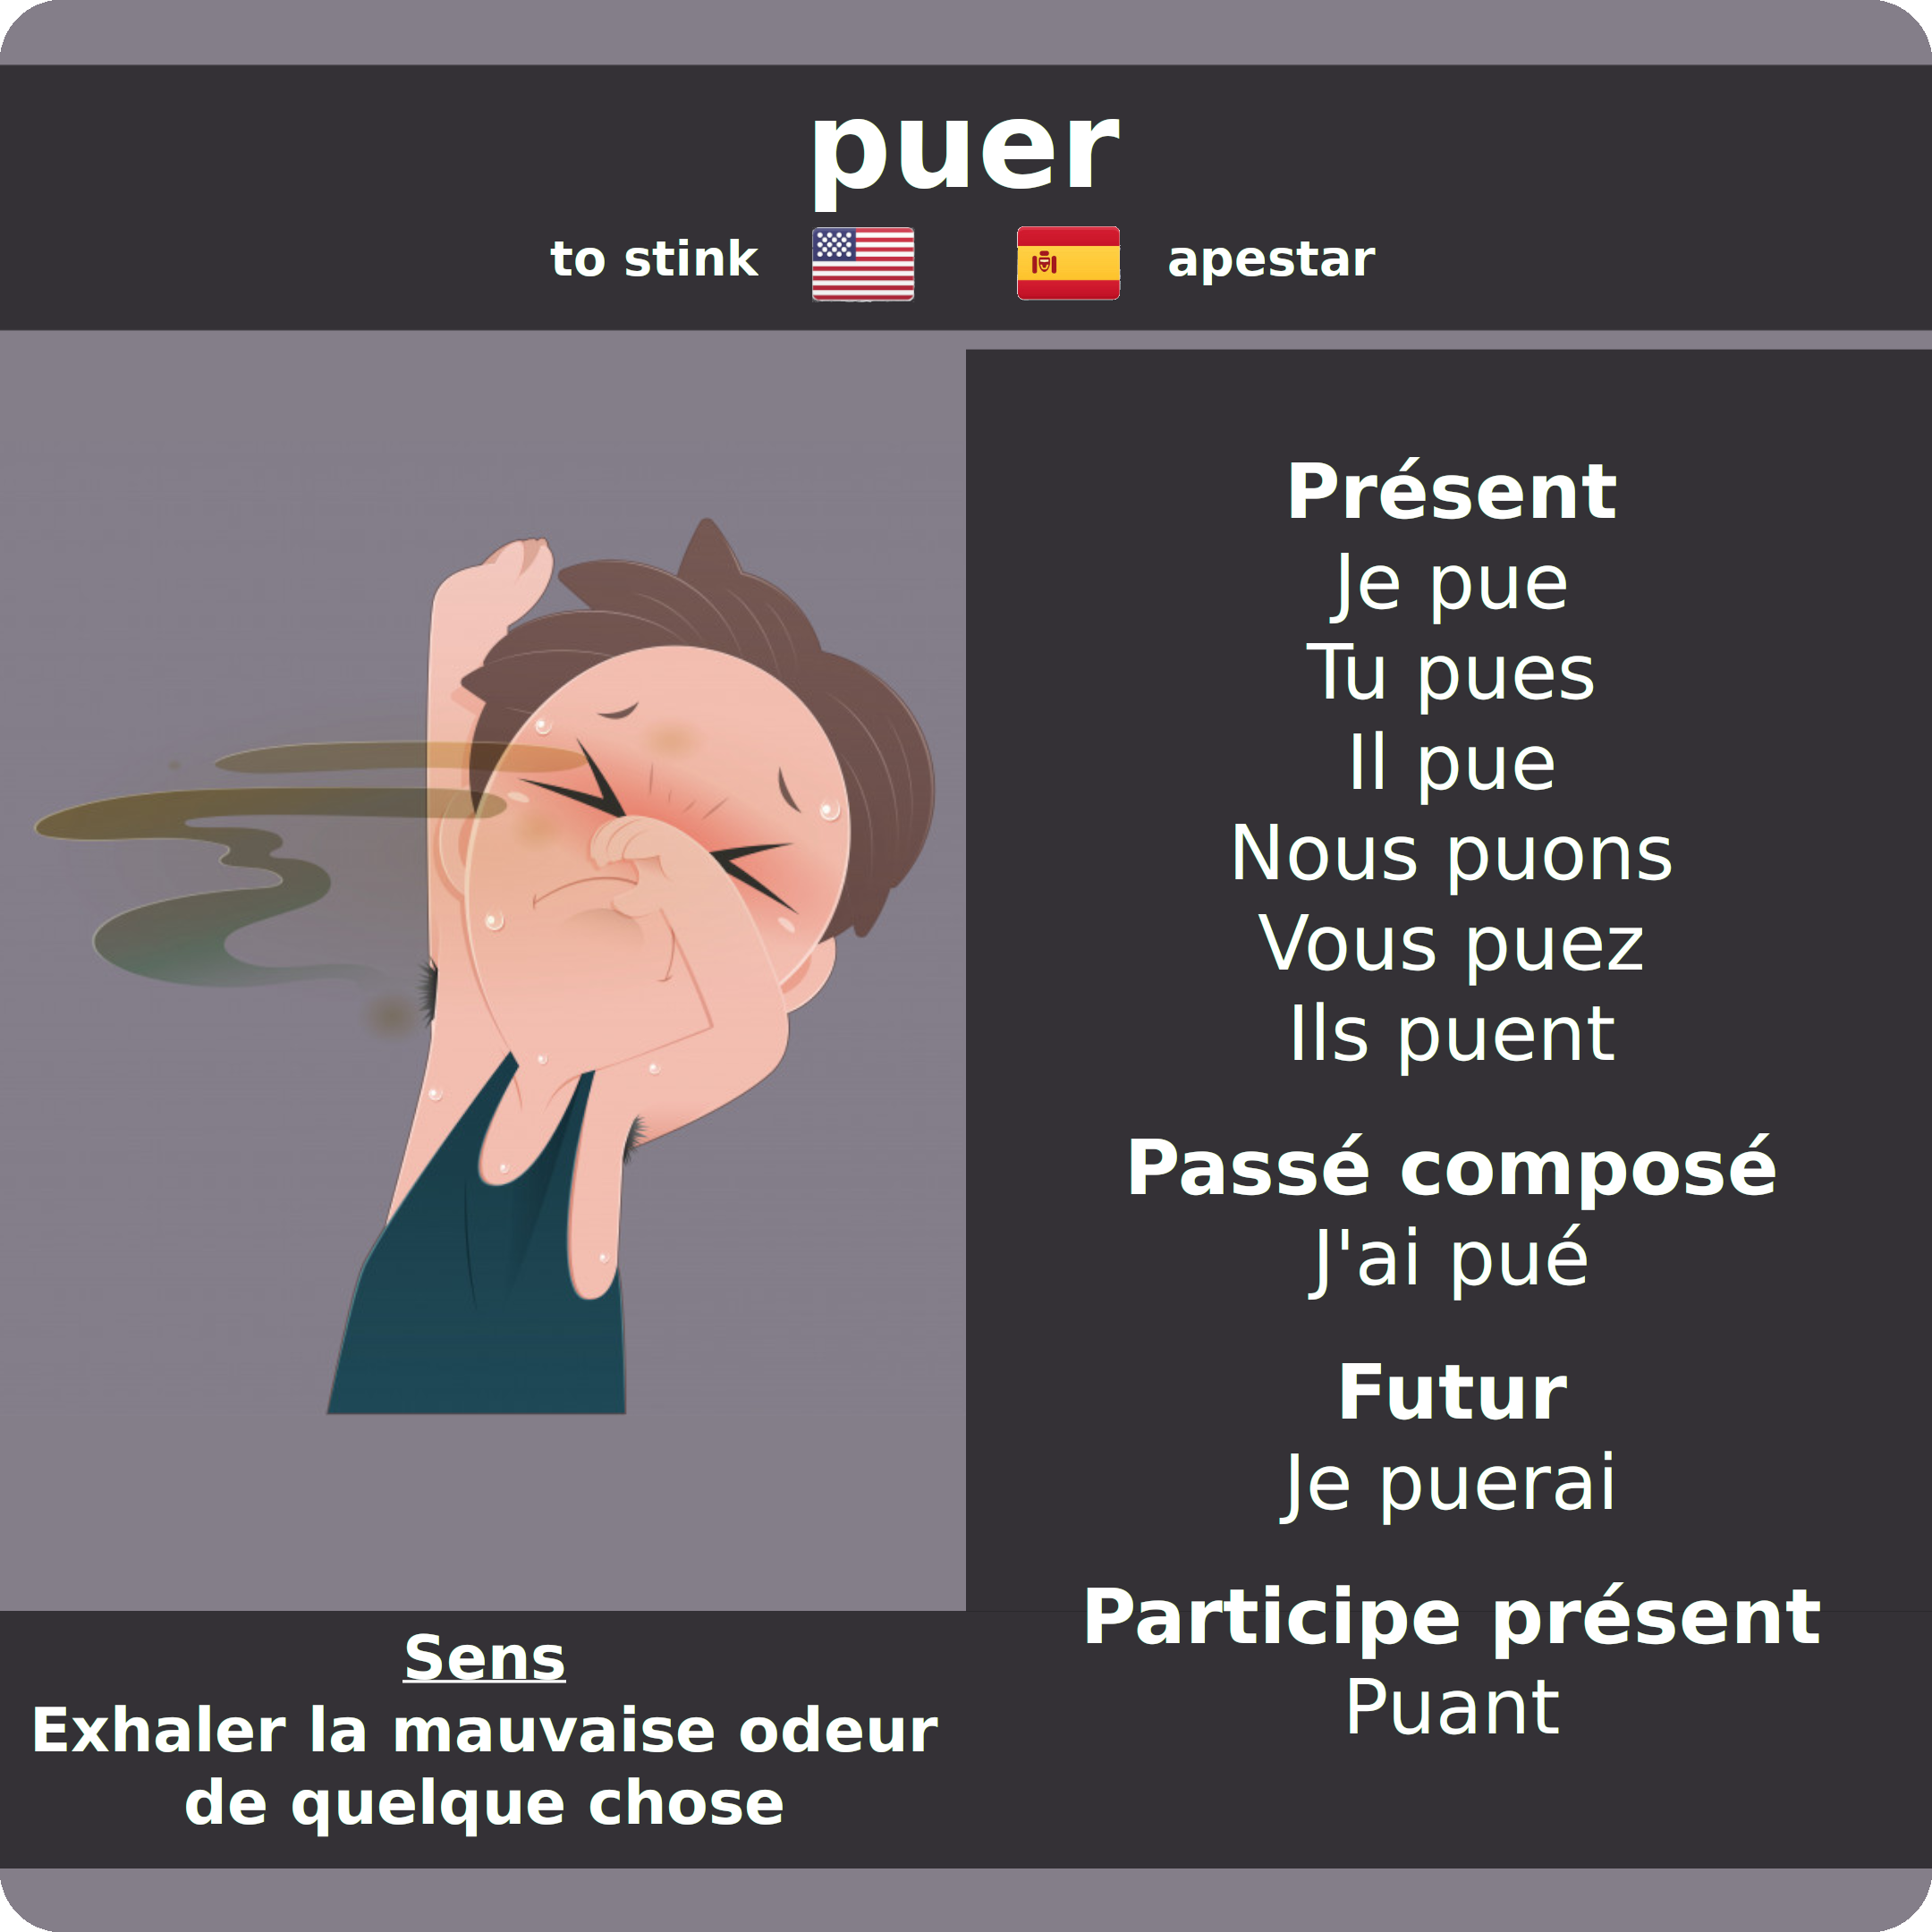 puer
to stink
apestar
Présent
Je pue
Tu pues
Il pue
Nous puons
Vous puez
Ils puent
Passé composé
J'ai pué
Futur
Je puerai
Participe présent
Puant
Sens
Exhaler la mauvaise odeur
de quelque chose